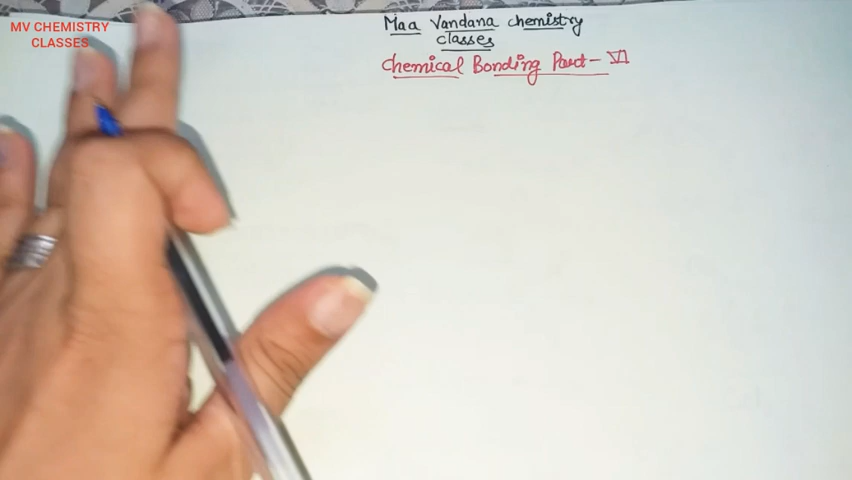 MV CHEMISTRY
CLASSES
Maa Vandana chemistry
classes
Chemical Bonding Part - VI